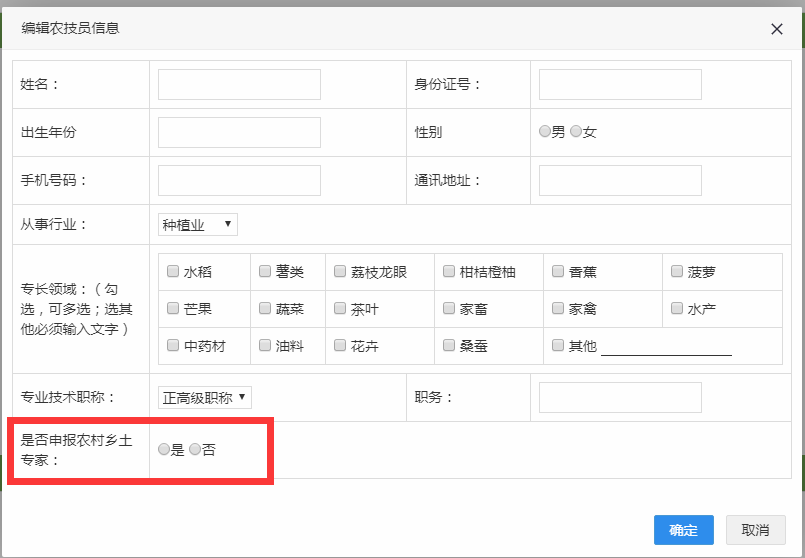 编辑农技员信息
姓名：
身份证号：
出生年份
性别
男 女
手机号码：
通讯地址：
从事行业：
种植业
专长领域：（勾
选，可多选；选其
他必须输入文字）
水稻 薯类 荔枝龙眼 柑桔橙柚 香蕉 菠萝
芒果 蔬菜 茶叶 家畜 家禽 水产
中药材 油料 花卉 桑蚕 其他
专业技术职称：
正高级职称
职务：
是否申报农村乡土
专家：
是 否
确定 取消